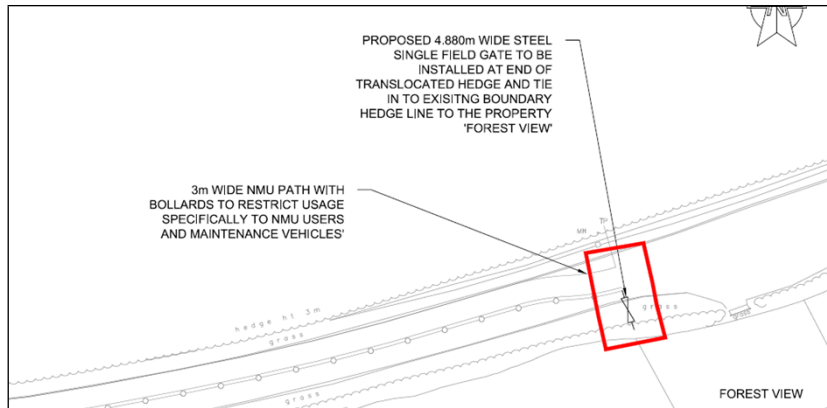 PROPOSED 4.880m WIDE STEEL
SINGLE FIELD GATE TO BE
INSTALLED AT END OF
TRANSLOCATED HEDGE AND TIE
IN TO EXISITNG BOUNDARY
HEDGE LINE TO THE PROPERTY
'FOREST VIEW'
3m WIDE NMU PATH WITH
BOLLARDS TO RESTRICT USAGE
SPECIFICALLY TO NMU USERS
AND MAINTENANCE VEHICLES'
TP
hedge ht 3m
grass
grass
grass
FOREST VIEW